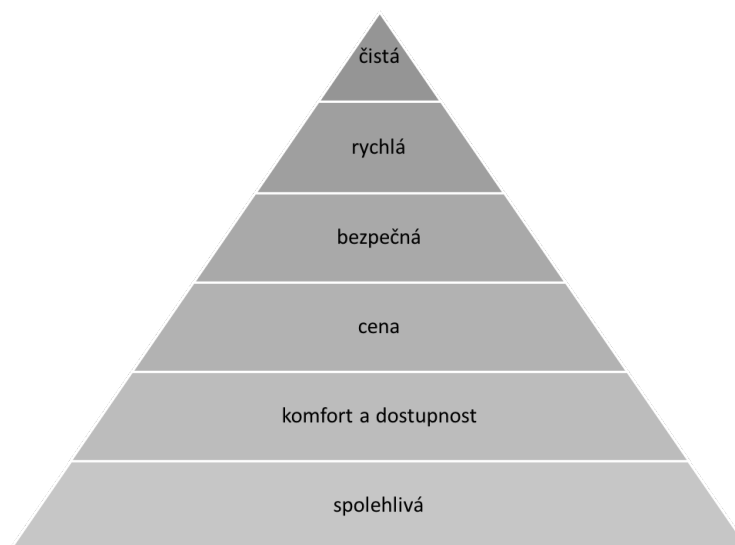 čistá
rychlá
bezpečná
cena
komfort a dostupnost
spolehlivá